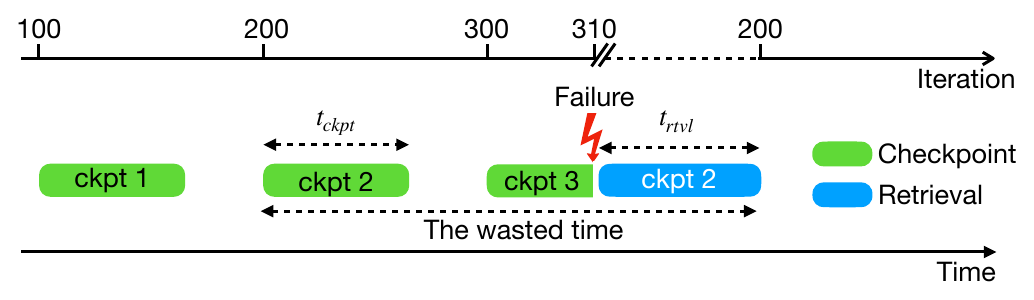 100 200 300 310 200
Iteration
Failure
t_ckpt t_rtvl
ckpt 1 ckpt 2 ckpt 3 ckpt 2
Checkpoint
Retrieval
The wasted time
Time